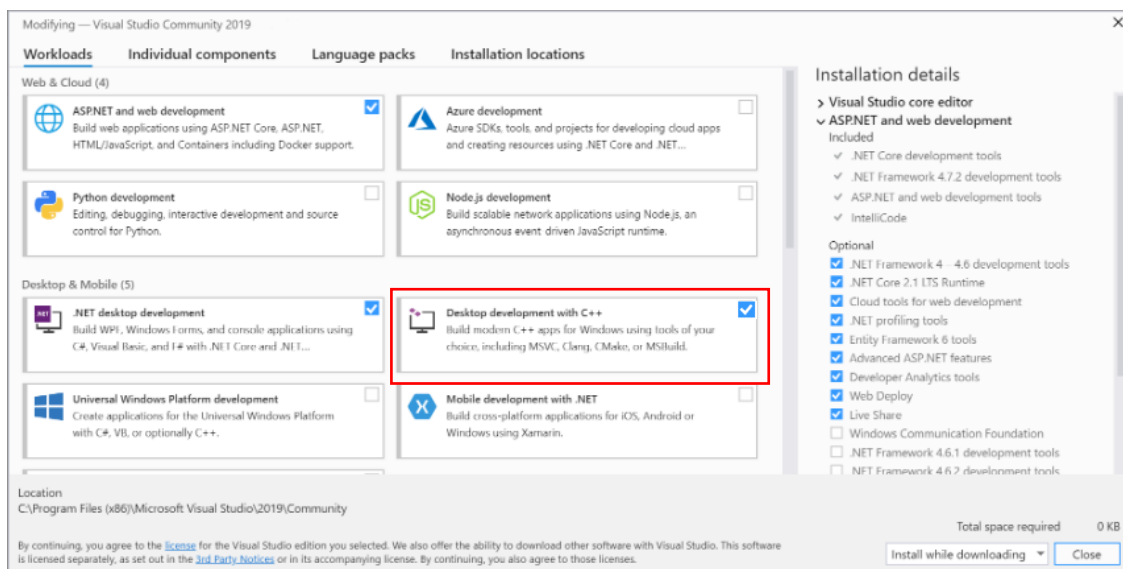 Modifying — Visual Studio Community 2019
Workloads Individual components Language packs Installation locations
Web & Cloud (4)
ASP.NET and web development
Build web applications using ASP.NET Core, ASP.NET,
HTML/JavaScript, and Containers including Docker support.
Azure development
Azure SDKs, tools, and projects for developing cloud apps
and creating resources using .NET Core and .NET...
Python development
Editing, debugging, interactive development and source
control for Python.
Node.js development
Build scalable network applications using Node.js, an
asynchronous event driven JavaScript runtime.
Desktop & Mobile (5)
.NET desktop development
Build WPF, Windows Forms, and console applications using
C#, Visual Basic, and F# with .NET Core and .NET...
Desktop development with C++
Build modern C++ apps for Windows using tools of your
choice, including MSVC, Clang, CMake, or MSBuild.
Universal Windows Platform development
Create applications for the Universal Windows Platform
with C#, VB, or optionally C++.
Mobile development with .NET
Build cross-platform applications for iOS, Android or
Windows using Xamarin.
Installation details
Visual Studio core editor
ASP.NET and web development
Included
.NET Core development tools
.NET Framework 4.7.2 development tools
ASP.NET and web development tools
IntelliCode
Optional
.NET Framework 4 - 4.6 development tools
.NET Core 2.1 LTS Runtime
Cloud tools for web development
.NET profiling tools
Entity Framework 6 tools
Advanced ASP.NET features
Developer Analytics tools
Web Deploy
Live Share
Windows Communication Foundation
.NET Framework 4.6.1 development tools
.NET Framework 4.6.2 development tools
Location
C:\Program Files (x86)\Microsoft Visual Studio\2019\Community
Total space required 0 KB
By continuing, you agree to the license for the Visual Studio edition you selected. We also offer the ability to download other software with Visual Studio. This software
is licensed separately, as set out in the 3rd Party Notices or in its accompanying license. By continuing, you also agree to those licenses.
Install while downloading Close